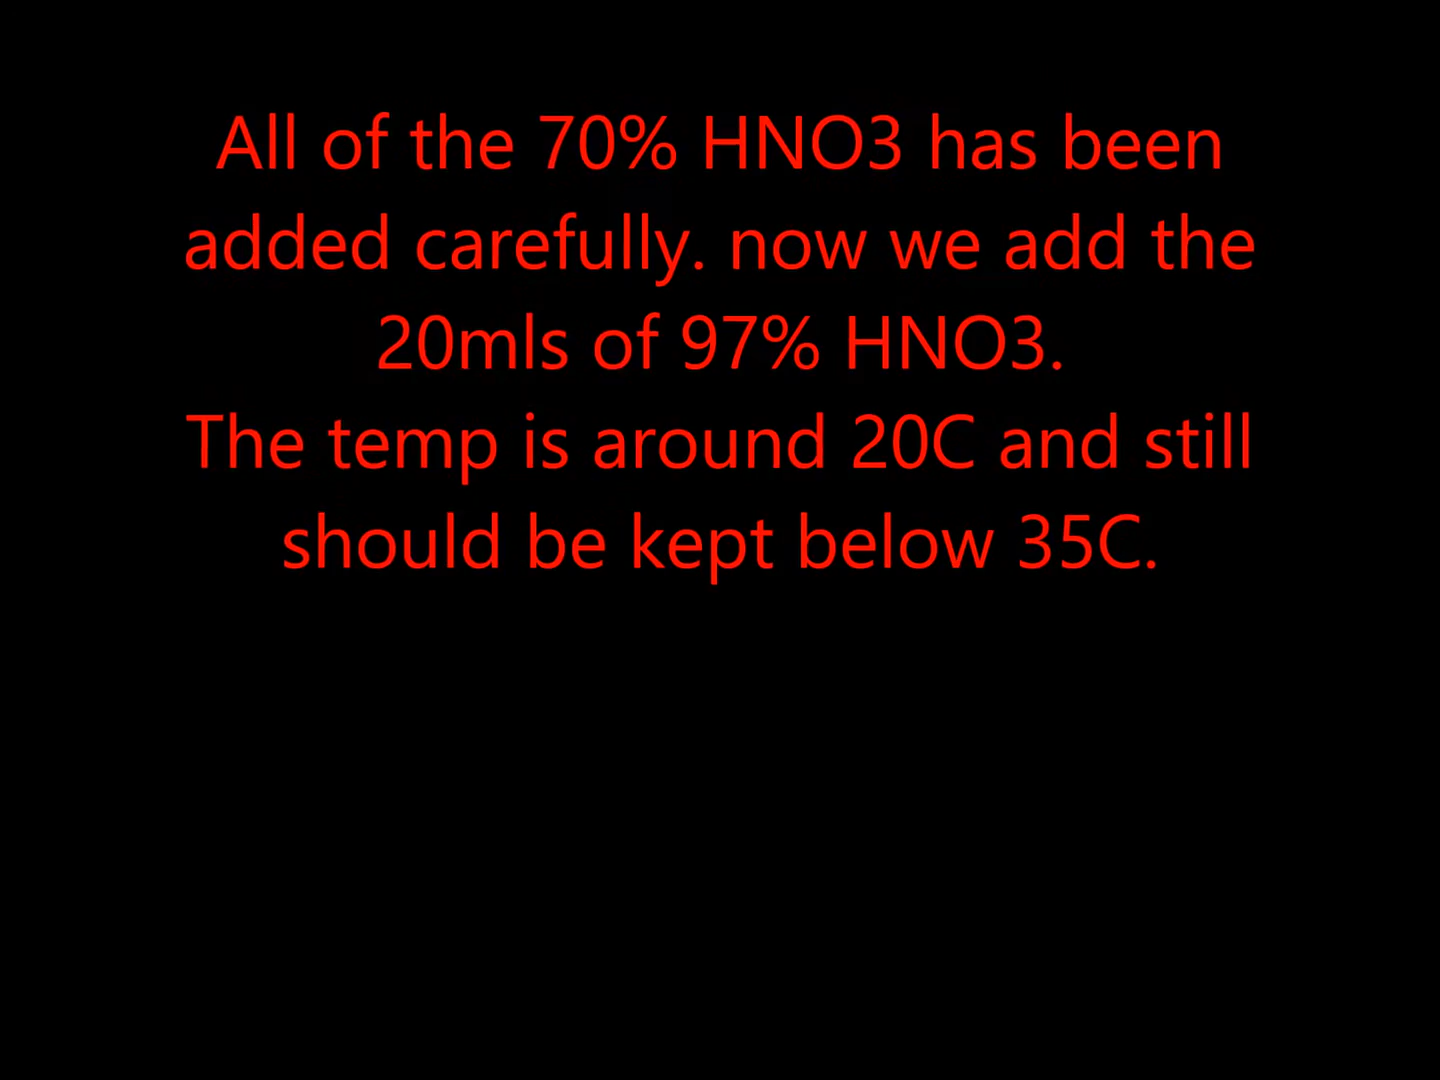 All of the 70% HNO3 has been
added carefully. now we add the
20mls of 97% HNO3.
The temp is around 20C and still
should be kept below 35C.